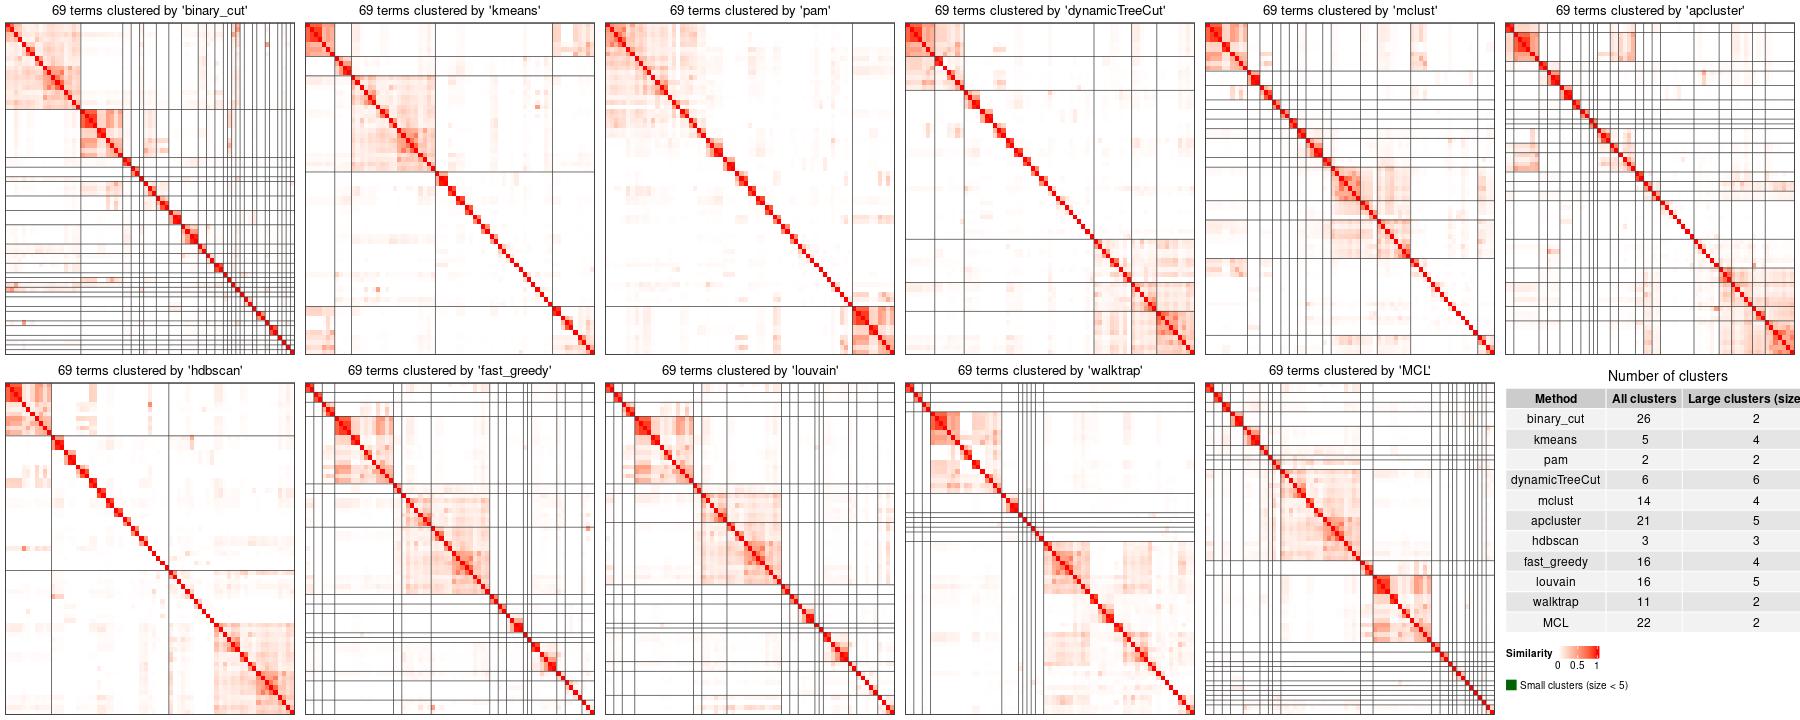 69 terms clustered by 'binary_cut'
69 terms clustered by 'kmeans'
69 terms clustered by 'pam'
69 terms clustered by 'dynamicTreeCut'
69 terms clustered by 'mclust'
69 terms clustered by 'apcluster'
69 terms clustered by 'hdbscan'
69 terms clustered by 'fast_greedy'
69 terms clustered by 'louvain'
69 terms clustered by 'walktrap'
69 terms clustered by 'MCL'
Number of clusters
Method All clusters Large clusters (size
binary_cut 26 2
kmeans 5 4
pam 2 2
dynamicTreeCut 6 6
mclust 14 4
apcluster 21 5
hdbscan 3 3
fast_greedy 16 4
louvain 16 5
walktrap 11 2
MCL 22 2
Similarity
0 0.5 1
Small clusters (size < 5)